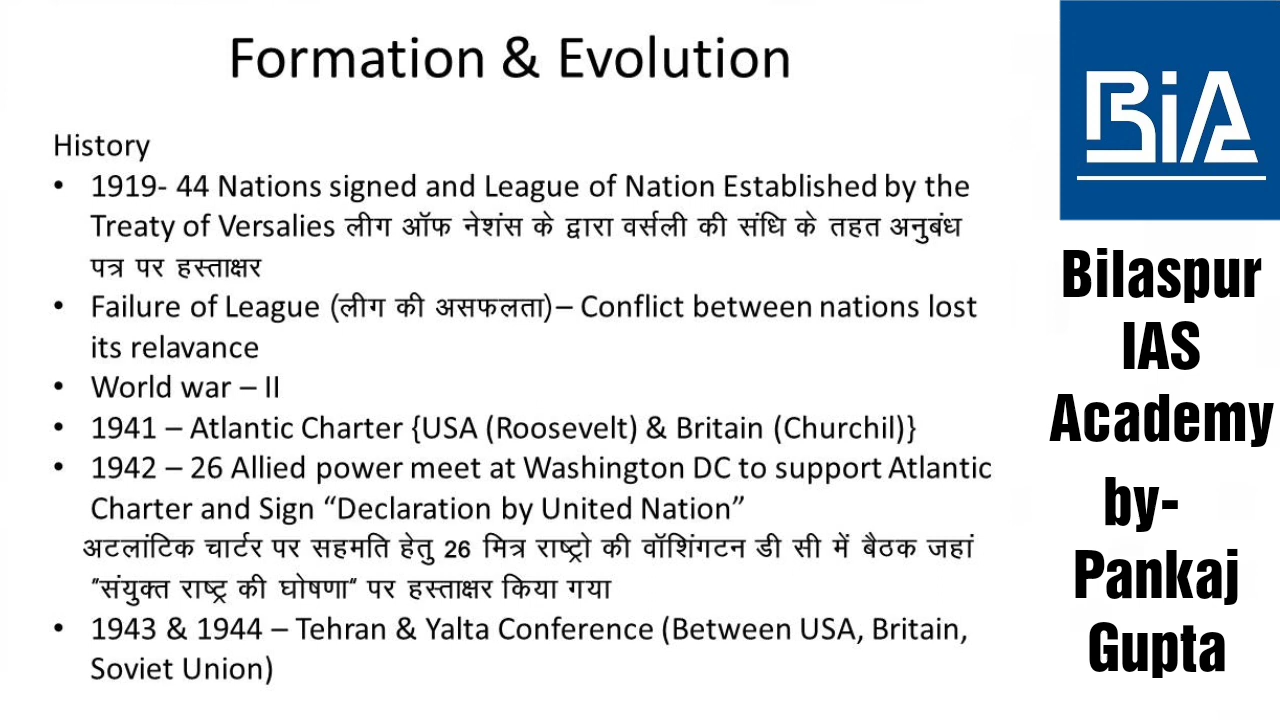 Formation & Evolution
History
• 1919- 44 Nations signed and League of Nation Established by the
Treaty of Versalies लीग ऑफ नेशंस के द्वारा वर्सली की संधि के तहत अनुबंध
पत्र पर हस्ताक्षर
• Failure of League (लीग की असफलता)– Conflict between nations lost
its relavance
• World war – II
• 1941 – Atlantic Charter {USA (Roosevelt) & Britain (Churchil)}
• 1942 – 26 Allied power meet at Washington DC to support Atlantic
Charter and Sign “Declaration by United Nation”
अटलांटिक चार्टर पर सहमति हेतु 26 मित्र राष्ट्रो की वॉशिंगटन डी सी में बैठक जहां
"संयुक्त राष्ट्र की घोषणा" पर हस्ताक्षर किया गया
• 1943 & 1944 – Tehran & Yalta Conference (Between USA, Britain,
Soviet Union)
BiA
Bilaspur
IAS
Academy
by-
Pankaj
Gupta